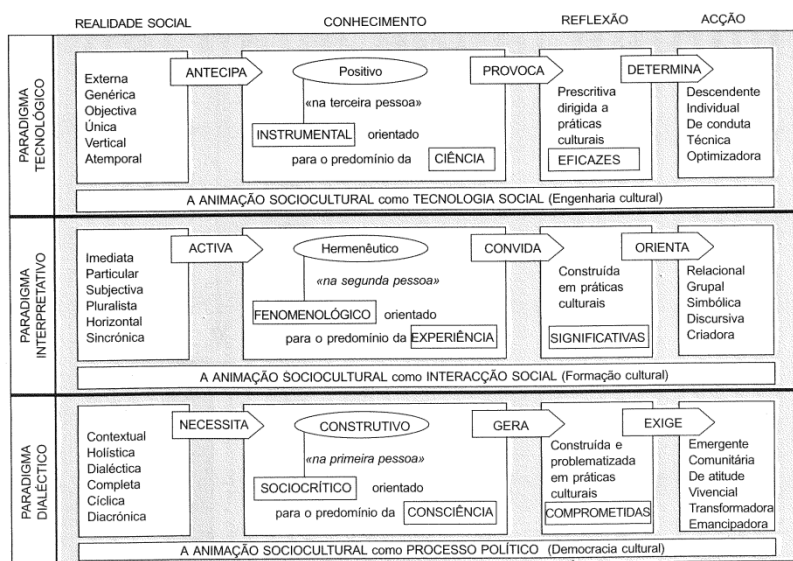 REALIDADE SOCIAL
CONHECIMENTO
REFLEXÃO
ACÇÃO
PARADIGMA
TECNOLÓGICO
Externa
Genérica
Objectiva
Única
Vertical
Atemporal
ANTECIPA
Positivo
«na terceira pessoa»
INSTRUMENTAL orientado
para o predomínio da CIÊNCIA
PROVOCA
Prescritiva
dirigida a
práticas
culturais
EFICAZES
DETERMINA
Descendente
Individual
De conduta
Técnica
Optimizadora
A ANIMAÇÃO SOCIOCULTURAL como TECNOLOGIA SOCIAL (Engenharia cultural)
PARADIGMA
INTERPRETATIVO
Imediata
Particular
Subjectiva
Pluralista
Horizontal
Sincrónica
ACTIVA
Hermenêutico
«na segunda pessoa»
FENOMENOLÓGICO orientado
para o predomínio da EXPERIÊNCIA
CONVIDA
Construída
em práticas
culturais
SIGNIFICATIVAS
ORIENTA
Relacional
Grupal
Simbólica
Discursiva
Criadora
A ANIMAÇÃO SOCIOCULTURAL como INTERACÇÃO SOCIAL (Formação cultural)
PARADIGMA
DIALÉCTICO
Contextual
Holística
Dialéctica
Completa
Cíclica
Diacrónica
NECESSITA
CONSTRUTIVO
«na primeira pessoa»
SOCIOCRÍTICO orientado
para o predomínio da CONSCIÊNCIA
GERA
Construída e
problematizada
em práticas
culturais
COMPROMETIDAS
EXIGE
Emergente
Comunitária
De atitude
Vivencial
Transformadora
Emancipadora
A ANIMAÇÃO SOCIOCULTURAL como PROCESSO POLÍTICO (Democracia cultural)